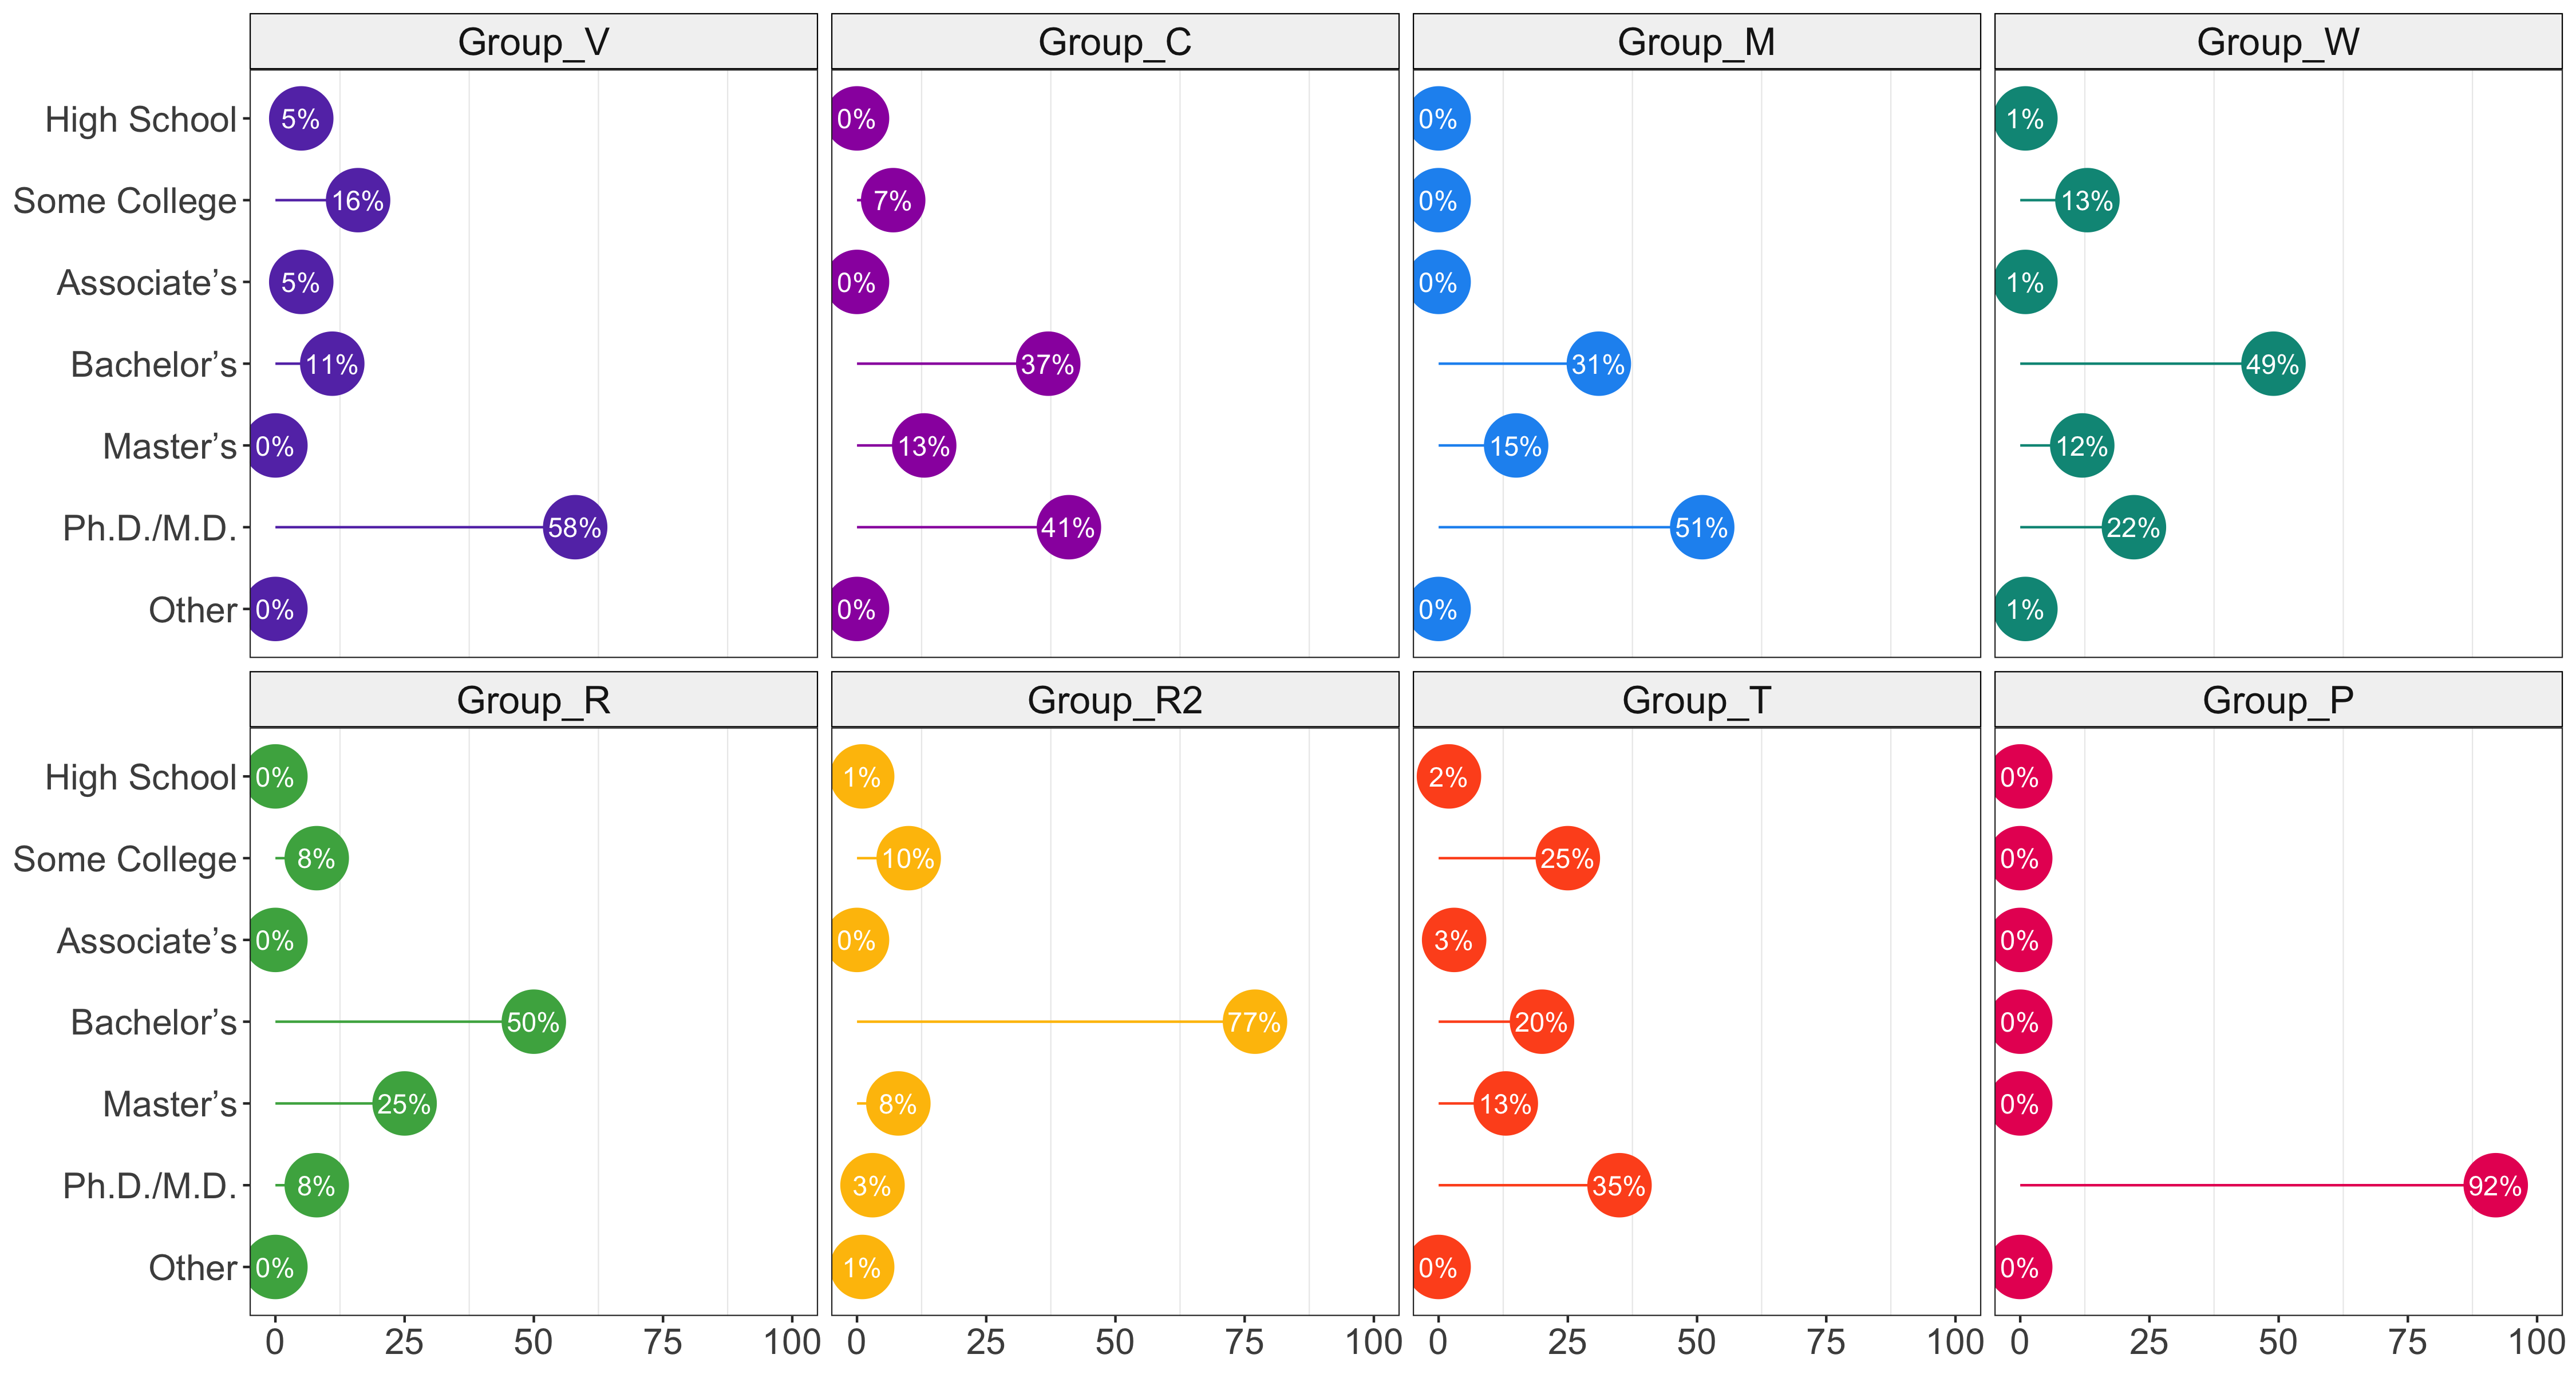 Group_V Group_C Group_M Group_W
High School 5% 0% 0% 1%
Some College 16% 7% 0% 13%
Associate’s 5% 0% 0% 1%
Bachelor’s 11% 37% 31% 49%
Master’s 0% 13% 15% 12%
Ph.D./M.D. 58% 41% 51% 22%
Other 0% 0% 0% 1%
Group_R Group_R2 Group_T Group_P
High School 0% 1% 2% 0%
Some College 8% 10% 25% 0%
Associate’s 0% 0% 3% 0%
Bachelor’s 50% 77% 20% 0%
Master’s 25% 8% 13% 0%
Ph.D./M.D. 8% 3% 35% 92%
Other 0% 1% 0% 0%
0 25 50 75 100 0 25 50 75 100 0 25 50 75 100 0 25 50 75 100